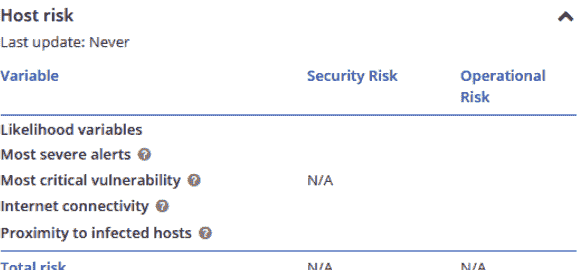 Host risk
Last update: Never
Variable Security Risk Operational Risk
Likelihood variables
Most severe alerts
Most critical vulnerability N/A
Internet connectivity
Proximity to infected hosts
Total risk N/A N/A